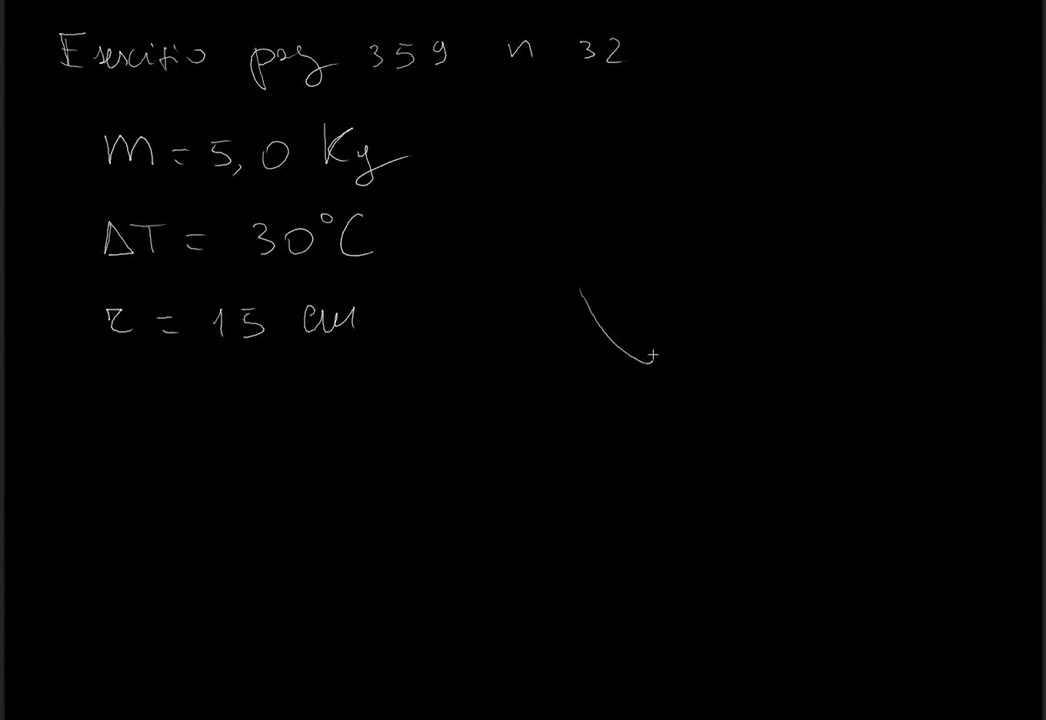 Esercizio pag 359 n 32
m = 5,0 Kg
ΔT = 30°C
r = 15 cm